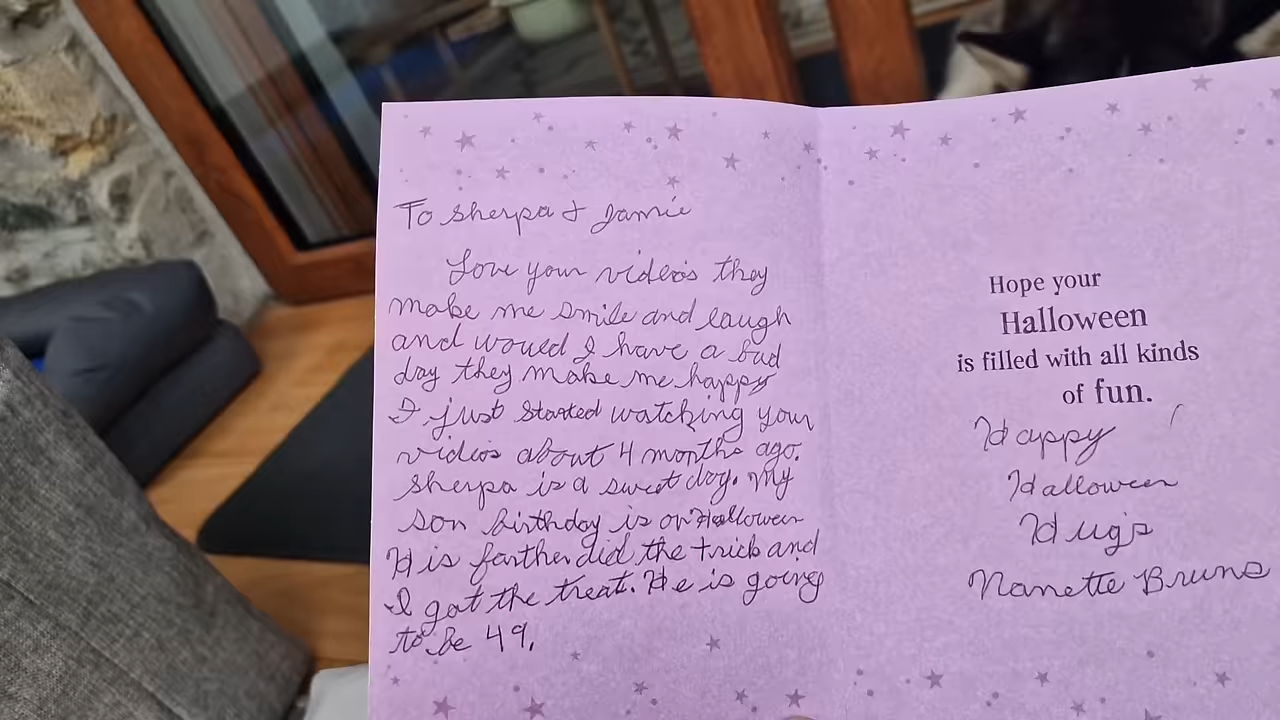 To Sherpa & Jamie
Love your video's they
make me smile and laugh
and would I have a bad
day they make me happy
I just started watching your
videos about 4 months ago.
Sherpa is a sweet dog. My
son birthday is on Halloween
His farther did the trick and
I got the treat. He is going
to be 49.
Hope your
Halloween
is filled with all kinds
of fun.
Happy
Halloween
Hug's
Nanette Bruns